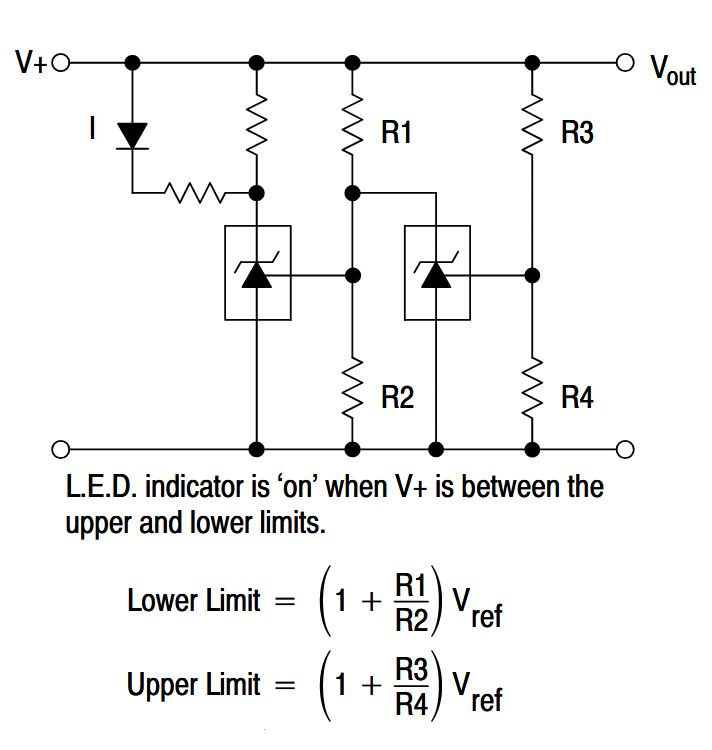 V+
Vout
l
R1
R3
R2
R4
L.E.D. indicator is ‘on’ when V+ is between the
upper and lower limits.
Lower Limit = (1 + R1/R2) Vref
Upper Limit = (1 + R3/R4) Vref